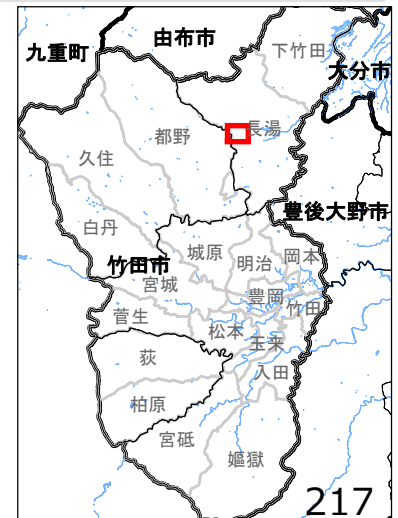 由布市
九重町
下竹田
大分市
都野
長湯
久住
豊後大野市
白丹
城原
岡本
竹田市
明治
宮城
豊岡
竹田
菅生
松本
玉来
荻
入田
柏原
宮砥
嫗獄
217